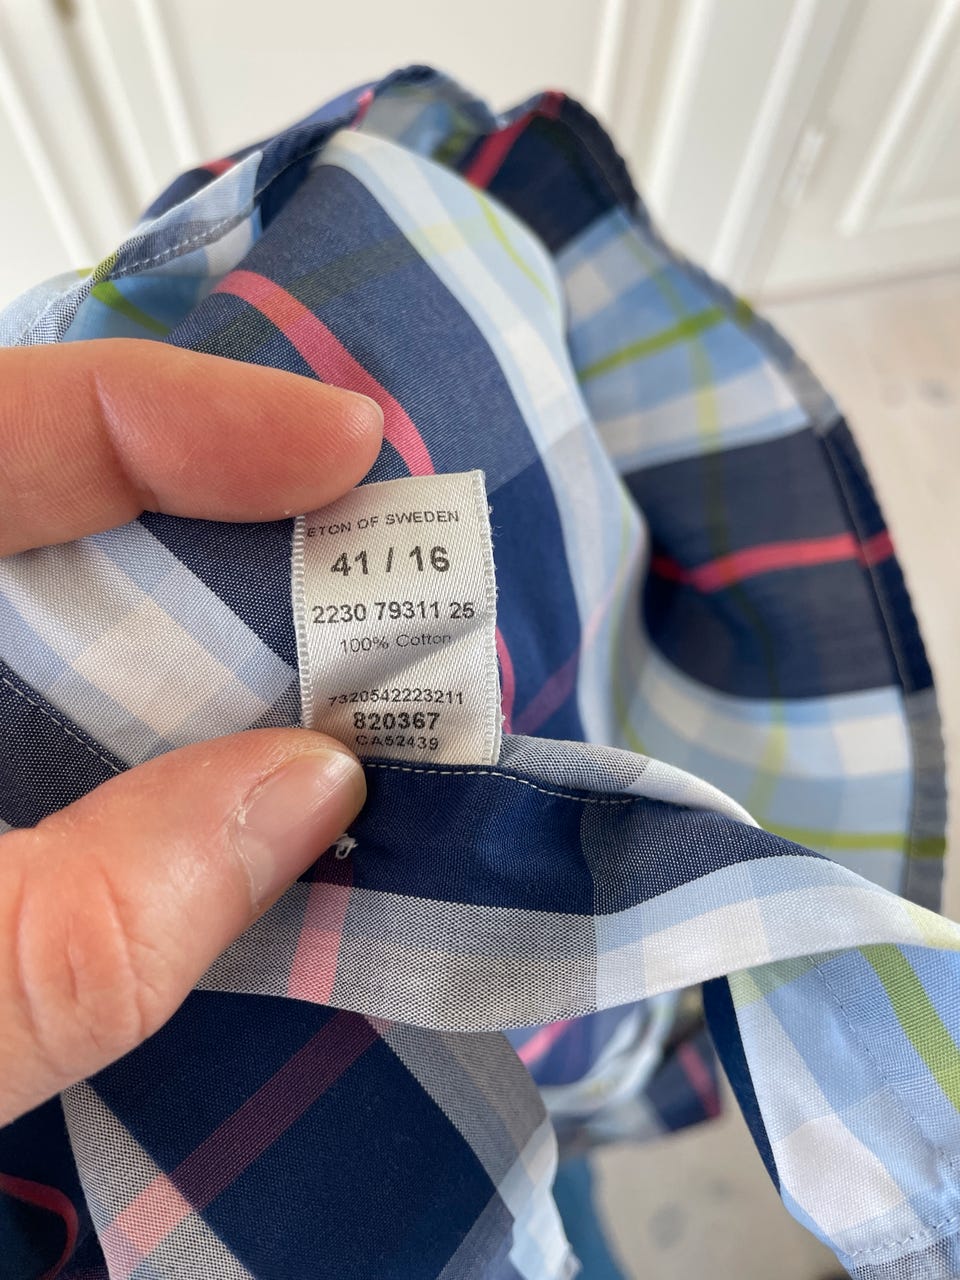 ETON OF SWEDEN
41 / 16
2230 79311 25
100% Cotton
7320542223211
820367
CA52439